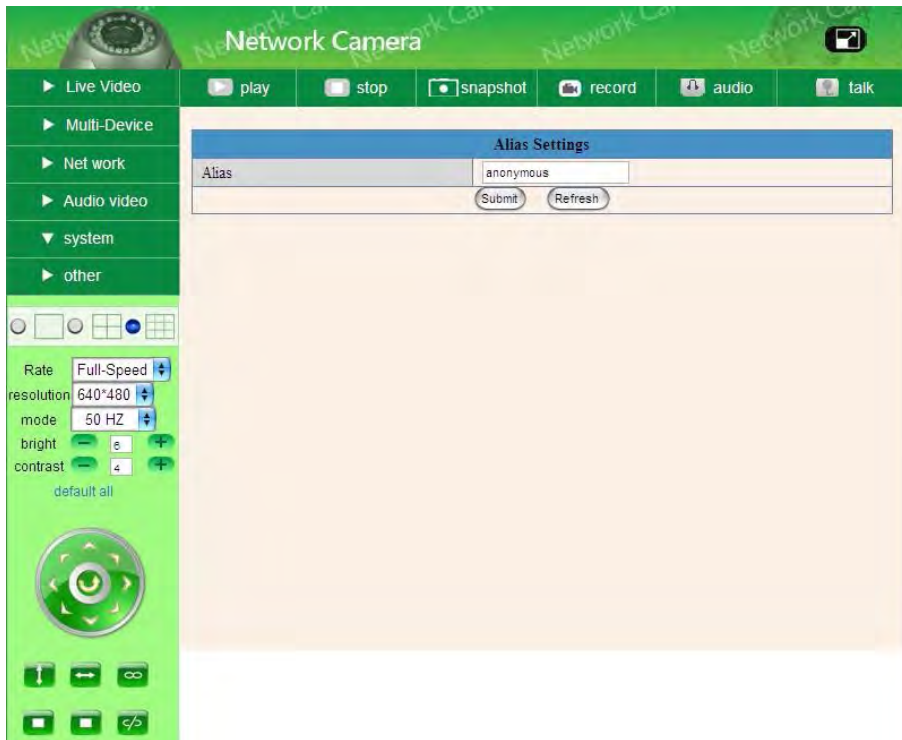 Network Camera
Live Video
play stop snapshot record audio talk
Multi-Device
Net work
Audio video
system
other
Alias Settings
Alias anonymous
Submit Refresh
Rate Full-Speed
resolution 640*480
mode 50 HZ
bright 6
contrast 4
default all